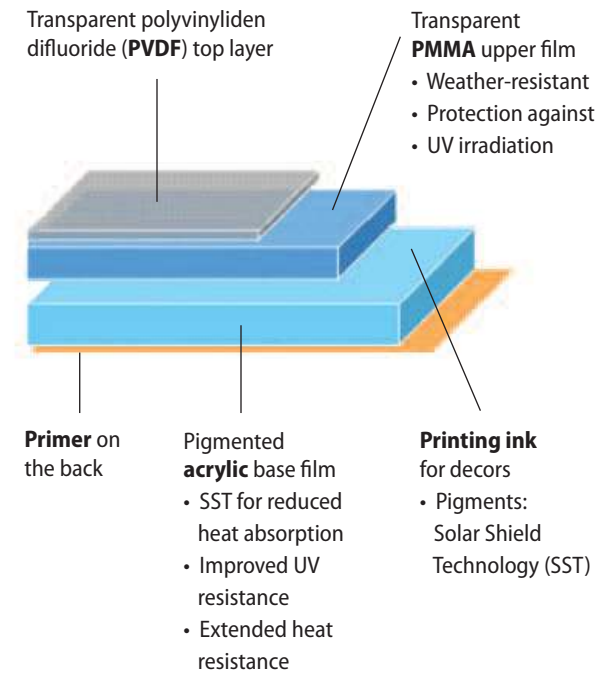 Transparent polyvinyliden
difluoride (PVDF) top layer
Transparent
PMMA upper film
• Weather-resistant
• Protection against
• UV irradiation
Primer on
the back
Pigmented
acrylic base film
• SST for reduced
heat absorption
• Improved UV
resistance
• Extended heat
resistance
Printing ink
for decors
• Pigments:
Solar Shield
Technology (SST)